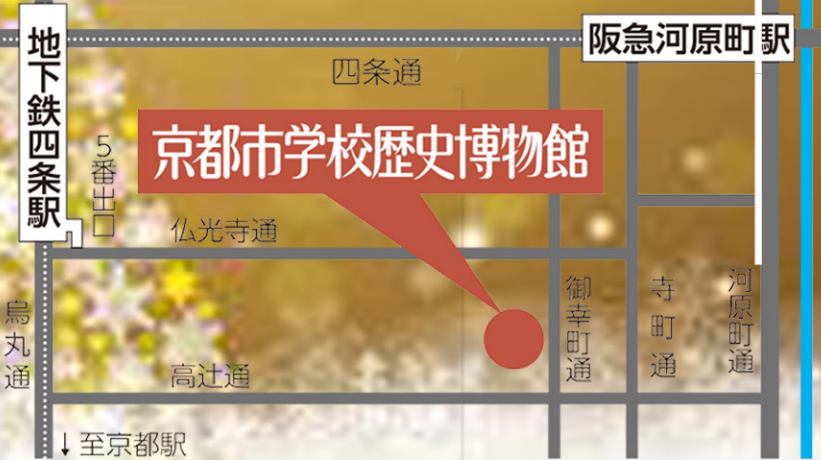 阪急河原町駅
地下鉄四条駅
四条通
京都市学校歴史博物館
5番出口
仏光寺通
御幸町通
寺町通
河原町通
烏丸通
高辻通
↓至京都駅